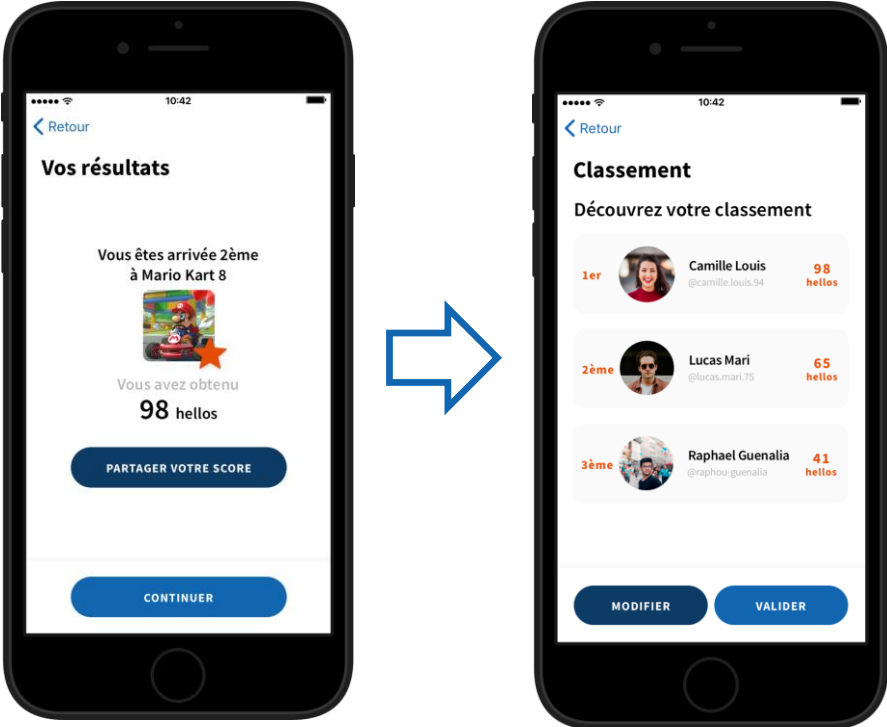 10:42
Retour
Vos résultats
Vous êtes arrivée 2ème
à Mario Kart 8
Vous avez obtenu
98 hellos
PARTAGER VOTRE SCORE
CONTINUER
10:42
Retour
Classement
Découvrez votre classement
1er
Camille Louis
@camille.louis.94
98
hellos
2ème
Lucas Mari
@lucas.mari.75
65
hellos
3ème
Raphael Guenalia
@raphou-guenalia
41
hellos
MODIFIER
VALIDER